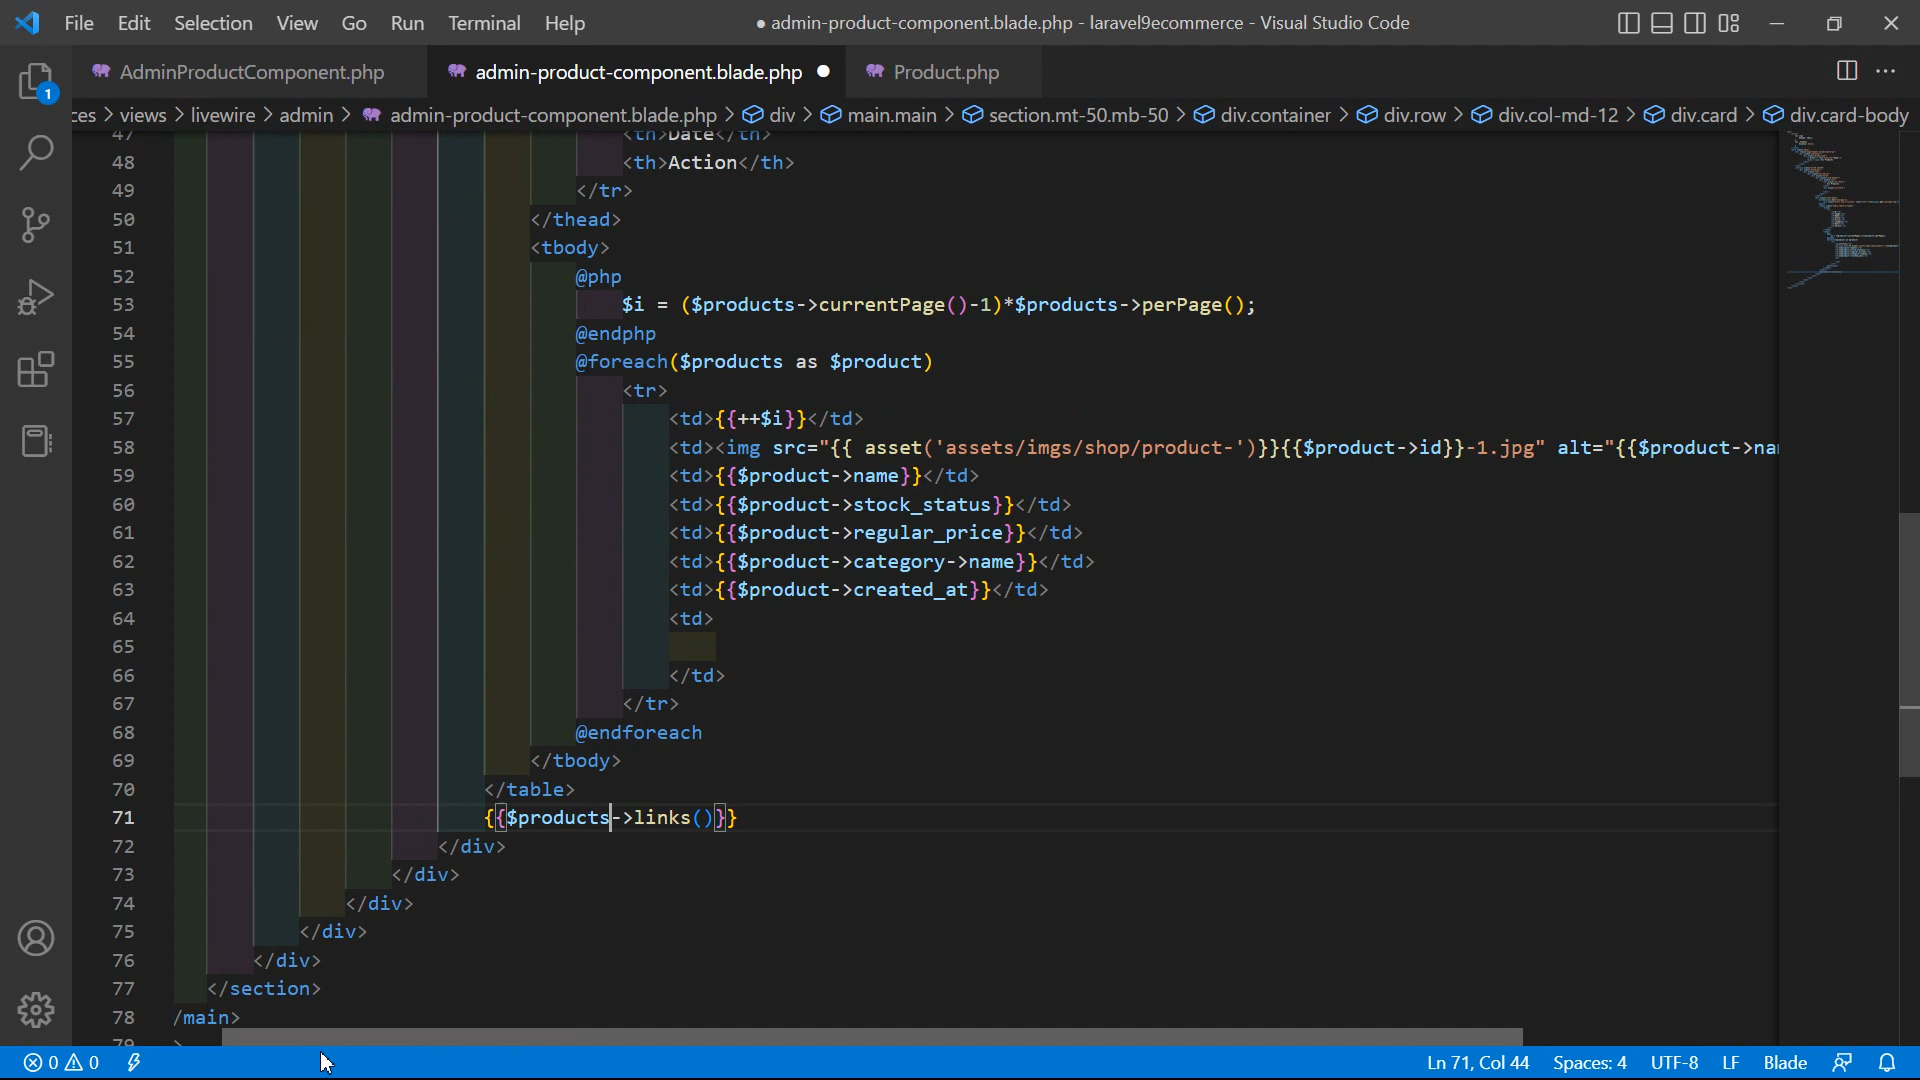 File Edit Selection View Go Run Terminal Help ● admin-product-component.blade.php - laravel9ecommerce - Visual Studio Code
AdminProductComponent.php admin-product-component.blade.php ● Product.php
1
ces > views > livewire > admin > admin-product-component.blade.php > div > main.main > section.mt-50.mb-50 > div.container > div.row > div.col-md-12 > div.card > div.card-body
47 <th>Date</th>
48 <th>Action</th>
49 </tr>
50 </thead>
51 <tbody>
52 @php
53 $i = ($products->currentPage()-1)*$products->perPage();
54 @endphp
55 @foreach($products as $product)
56 <tr>
57 <td>{{++$i}}</td>
58 <td><img src="{{ asset('assets/imgs/shop/product-')}}{{$product->id}}-1.jpg" alt="{{$product->na
59 <td>{{$product->name}}</td>
60 <td>{{$product->stock_status}}</td>
61 <td>{{$product->regular_price}}</td>
62 <td>{{$product->category->name}}</td>
63 <td>{{$product->created_at}}</td>
64 <td>
65
66 </td>
67 </tr>
68 @endforeach
69 </tbody>
70 </table>
71 {{$products->links()}}
72 </div>
73 </div>
74 </div>
75 </div>
76 </div>
77 </section>
78 /main>
79 >
0 0 Ln 71, Col 44 Spaces: 4 UTF-8 LF Blade